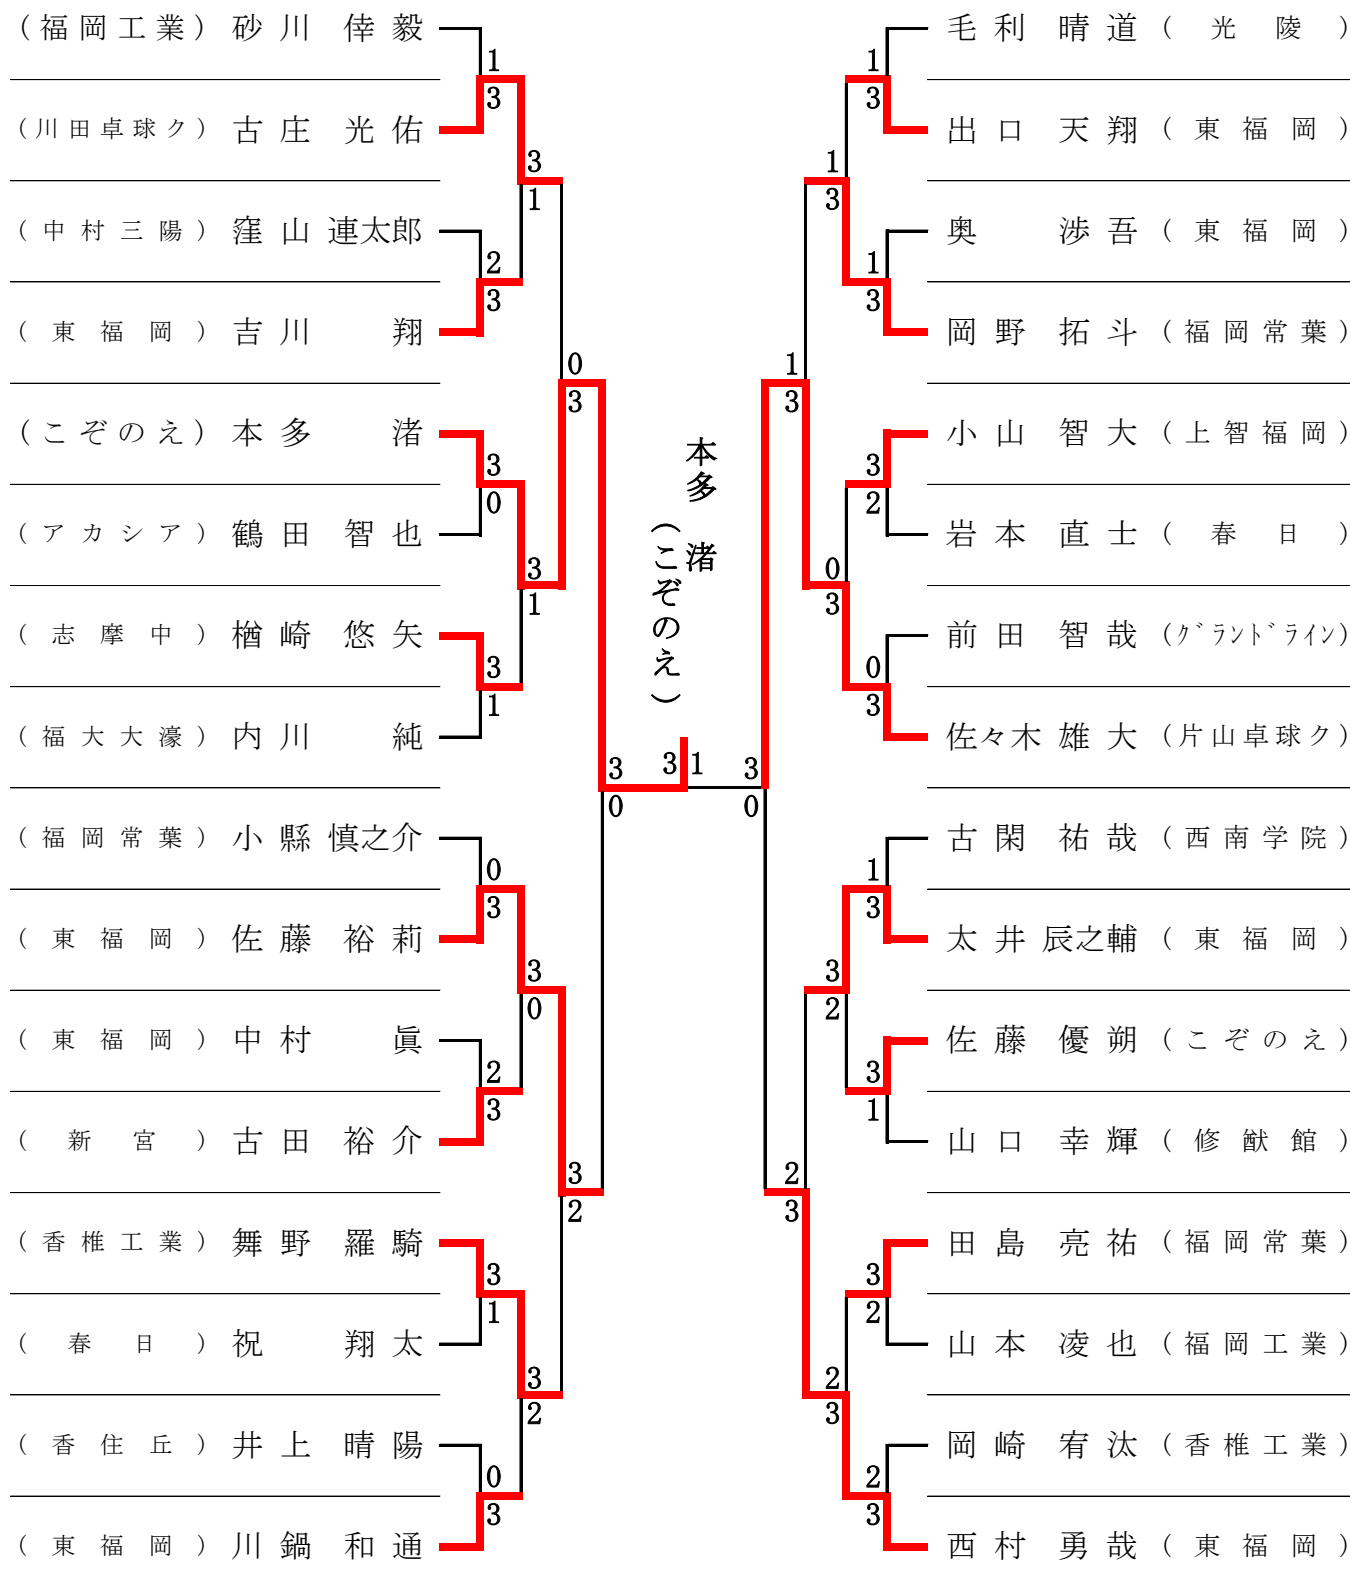 (福岡工業) 砂川 倖毅
1
3
(川田卓球ク) 古庄 光佑
3
1
(中村三陽) 窪山 連太郎
2
3
(東福岡) 吉川 翔
0
3
(こぞのえ) 本多 渚
3
0
(アカシア) 鶴田 智也
3
1
(志摩中) 楢崎 悠矢
3
1
(福大大濠) 内川 純
3
0
(福岡常葉) 小縣 慎之介
0
3
(東福岡) 佐藤 裕莉
3
0
(東福岡) 中村 眞
2
3
(新宮) 古田 裕介
3
2
(香椎工業) 舞野 羅騎
3
1
(春日) 祝 翔太
3
2
(香住丘) 井上 晴陽
0
3
(東福岡) 川鍋 和通
本多 渚
(こぞのえ)
3 1
毛利 晴道 (光陵)
1
3
出口 天翔 (東福岡)
1
3
奥 渉吾 (東福岡)
1
3
岡野 拓斗 (福岡常葉)
1
3
小山 智大 (上智福岡)
3
2
岩本 直士 (春日)
0
3
前田 智哉 (グランドライン)
0
3
佐々木 雄大 (片山卓球ク)
3
0
古閑 祐哉 (西南学院)
1
3
太井 辰之輔 (東福岡)
3
2
佐藤 優朔 (こぞのえ)
3
1
山口 幸輝 (修猷館)
2
3
田島 亮祐 (福岡常葉)
3
2
山本 凌也 (福岡工業)
2
3
岡崎 宥汰 (香椎工業)
2
3
西村 勇哉 (東福岡)